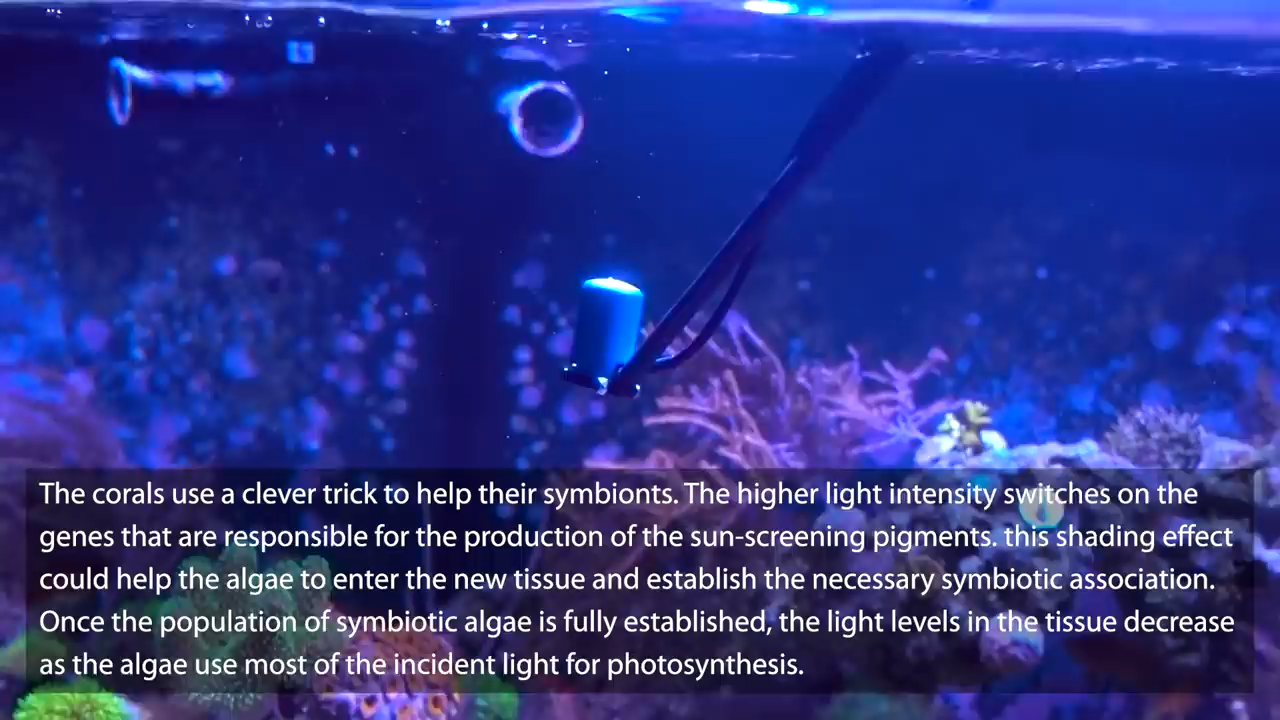 The corals use a clever trick to help their symbionts. The higher light intensity switches on the
genes that are responsible for the production of the sun-screening pigments. this shading effect
could help the algae to enter the new tissue and establish the necessary symbiotic association.
Once the population of symbiotic algae is fully established, the light levels in the tissue decrease
as the algae use most of the incident light for photosynthesis.